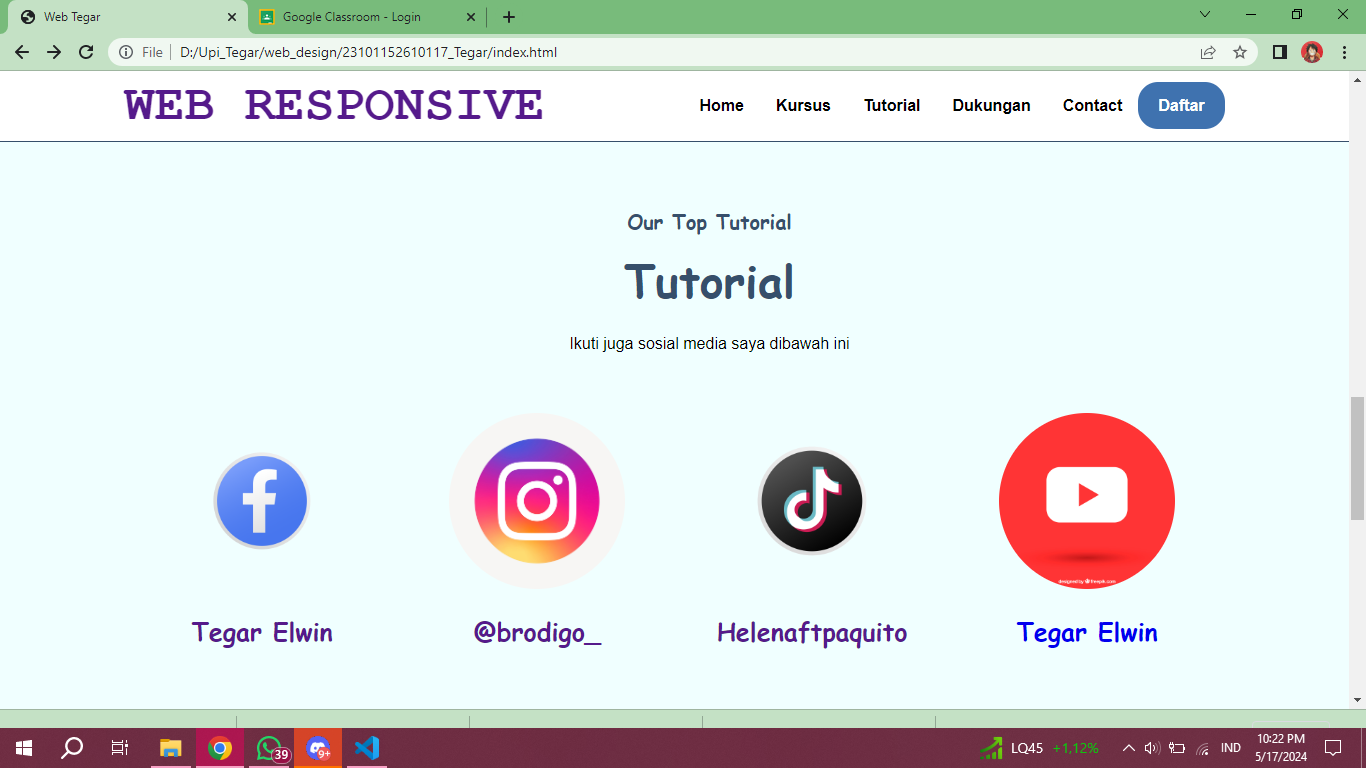 Web Tegar
Google Classroom - Login
File
D:/Upi_Tegar/web_design/23101152610117_Tegar/index.html
WEB RESPONSIVE
Home
Kursus
Tutorial
Dukungan
Contact
Daftar
Our Top Tutorial
Tutorial
Ikuti juga sosial media saya dibawah ini
designed by freepik.com
Tegar Elwin
@brodigo_
Helenaftpaquito
Tegar Elwin
39
9+
LQ45 +1,12%
IND
10:22 PM
5/17/2024